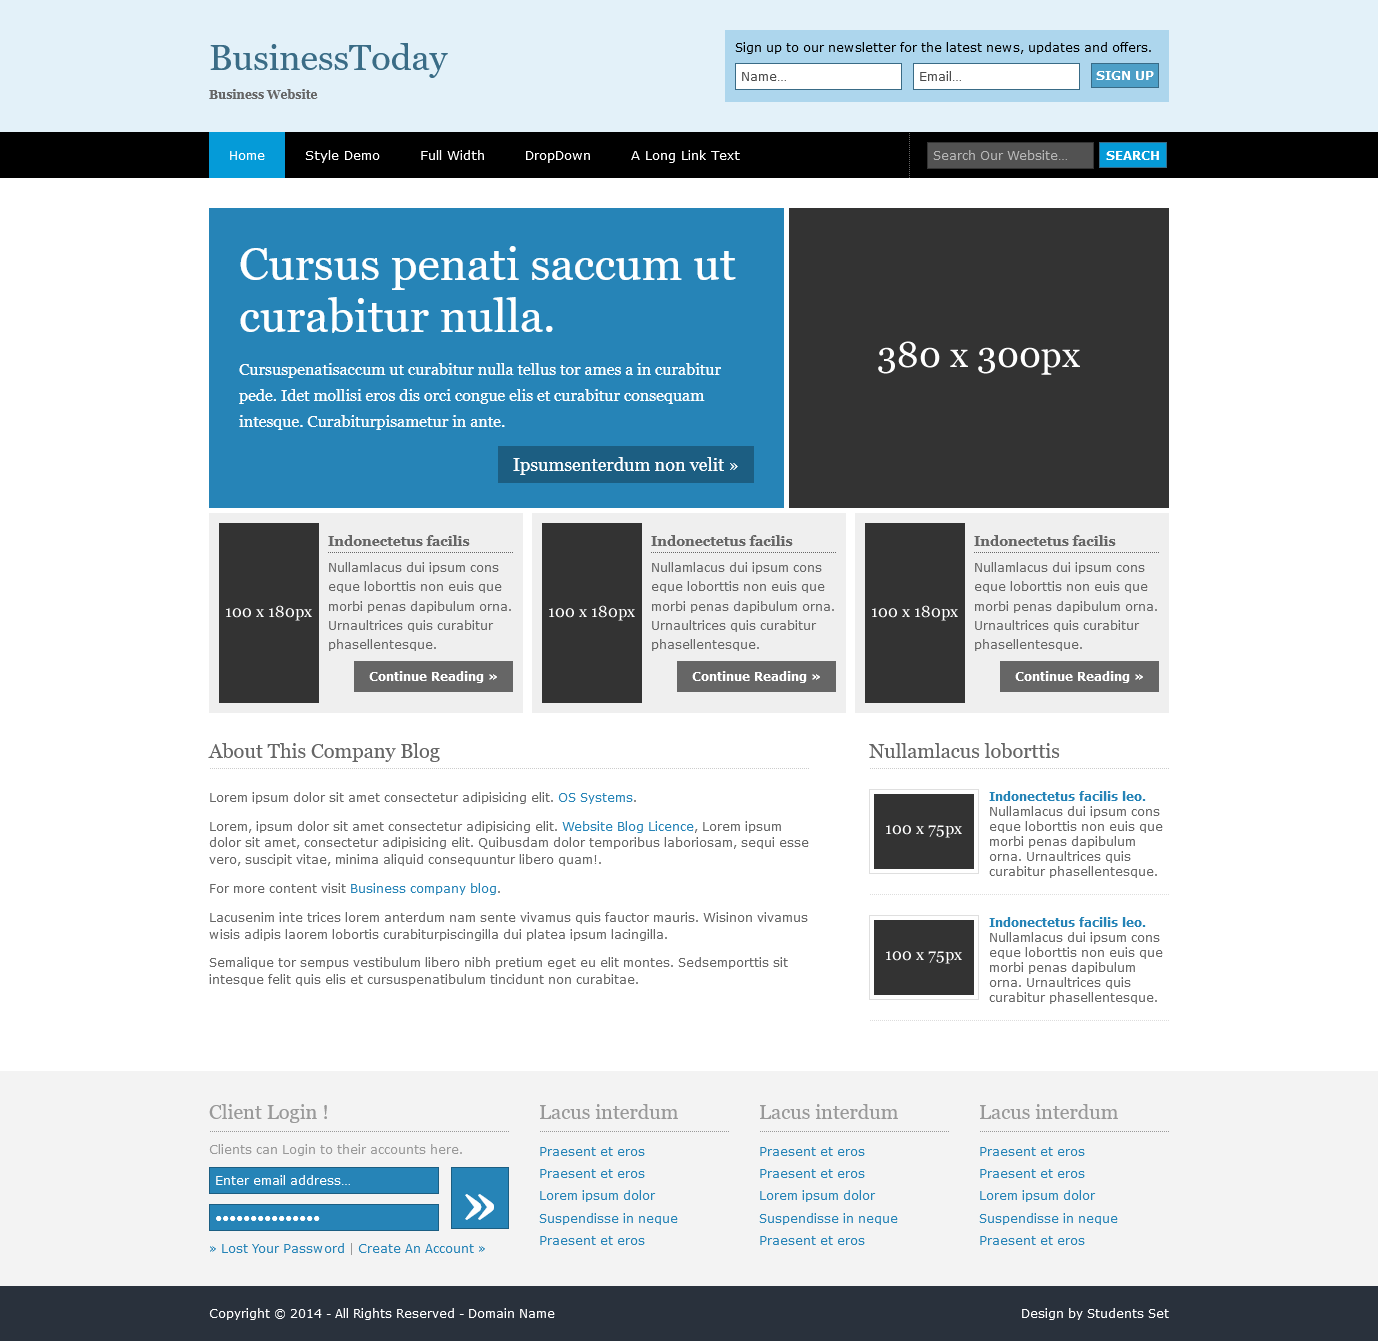 BusinessToday
Business Website
Sign up to our newsletter for the latest news, updates and offers.
Name…
Email…
SIGN UP
Home
Style Demo
Full Width
DropDown
A Long Link Text
Search Our Website…
SEARCH
Cursus penati saccum ut
curabitur nulla.
Cursuspenatisaccum ut curabitur nulla tellus tor ames a in curabitur
pede. Idet mollisi eros dis orci congue elis et curabitur consequam
intesque. Curabiturpisametur in ante.
Ipsumsenterdum non velit »
380 x 300px
100 x 180px
Indonectetus facilis
Nullamlacus dui ipsum cons
eque loborttis non euis que
morbi penas dapibulum orna.
Urnaultrices quis curabitur
phasellentesque.
Continue Reading »
100 x 180px
Indonectetus facilis
Nullamlacus dui ipsum cons
eque loborttis non euis que
morbi penas dapibulum orna.
Urnaultrices quis curabitur
phasellentesque.
Continue Reading »
100 x 180px
Indonectetus facilis
Nullamlacus dui ipsum cons
eque loborttis non euis que
morbi penas dapibulum orna.
Urnaultrices quis curabitur
phasellentesque.
Continue Reading »
About This Company Blog
Lorem ipsum dolor sit amet consectetur adipisicing elit. OS Systems.
Lorem, ipsum dolor sit amet consectetur adipisicing elit. Website Blog Licence, Lorem ipsum
dolor sit amet, consectetur adipisicing elit. Quibusdam dolor temporibus laboriosam, sequi esse
vero, suscipit vitae, minima aliquid consequuntur libero quam!.
For more content visit Business company blog.
Lacusenim inte trices lorem anterdum nam sente vivamus quis fauctor mauris. Wisinon vivamus
wisis adipis laorem lobortis curabiturpiscingilla dui platea ipsum lacingilla.
Semalique tor sempus vestibulum libero nibh pretium eget eu elit montes. Sedsemporttis sit
intesque felit quis elis et cursuspenatibulum tincidunt non curabitae.
Nullamlacus loborttis
100 x 75px
Indonectetus facilis leo.
Nullamlacus dui ipsum cons
eque loborttis non euis que
morbi penas dapibulum
orna. Urnaultrices quis
curabitur phasellentesque.
100 x 75px
Indonectetus facilis leo.
Nullamlacus dui ipsum cons
eque loborttis non euis que
morbi penas dapibulum
orna. Urnaultrices quis
curabitur phasellentesque.
Client Login !
Clients can Login to their accounts here.
Enter email address…
•••••••••••••••
»
» Lost Your Password | Create An Account »
Lacus interdum
Praesent et eros
Praesent et eros
Lorem ipsum dolor
Suspendisse in neque
Praesent et eros
Lacus interdum
Praesent et eros
Praesent et eros
Lorem ipsum dolor
Suspendisse in neque
Praesent et eros
Lacus interdum
Praesent et eros
Praesent et eros
Lorem ipsum dolor
Suspendisse in neque
Praesent et eros
Copyright © 2014 - All Rights Reserved - Domain Name
Design by Students Set